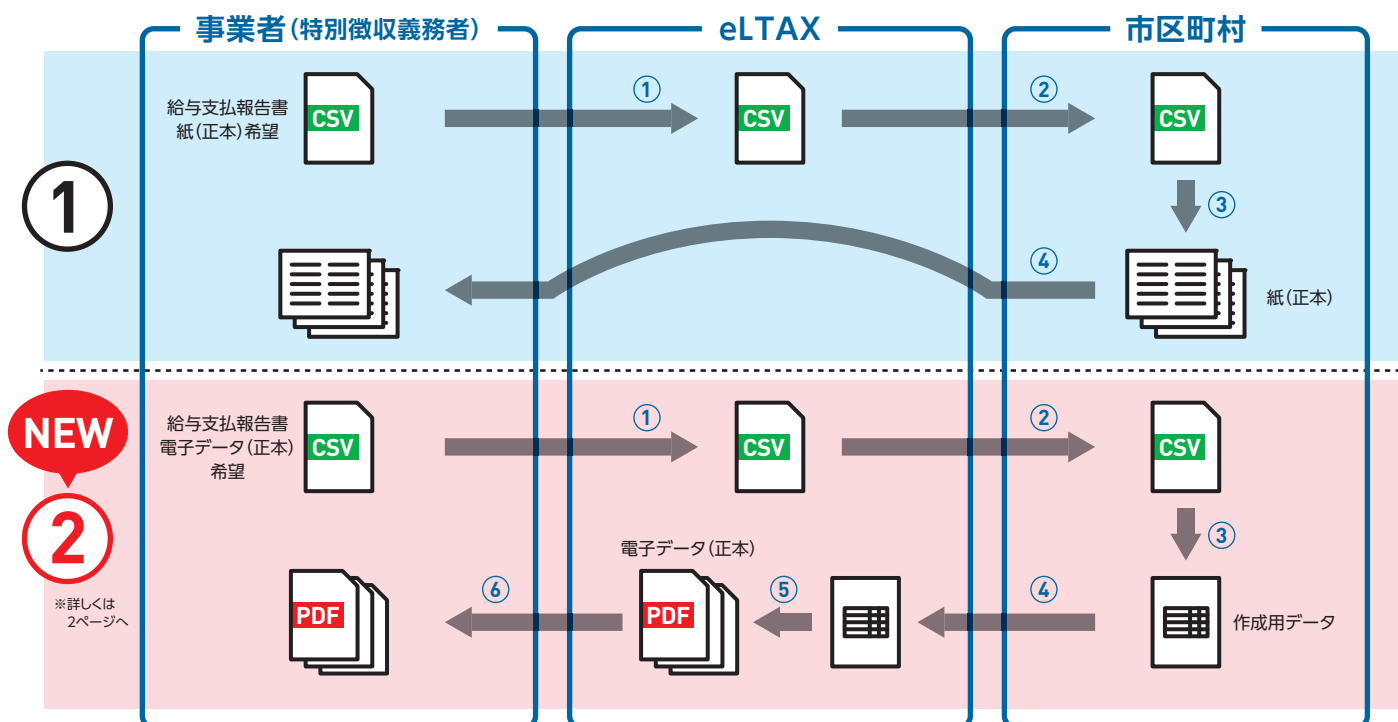 事業者(特別徴収義務者)
eLTAX
市区町村
①
給与支払報告書
紙(正本)希望
CSV
①
CSV
②
CSV
③
④
紙(正本)
NEW
②
※詳しくは
2ページへ
給与支払報告書
電子データ(正本)
希望
CSV
①
CSV
②
CSV
③
電子データ(正本)
PDF
⑥
PDF
⑤
④
作成用データ